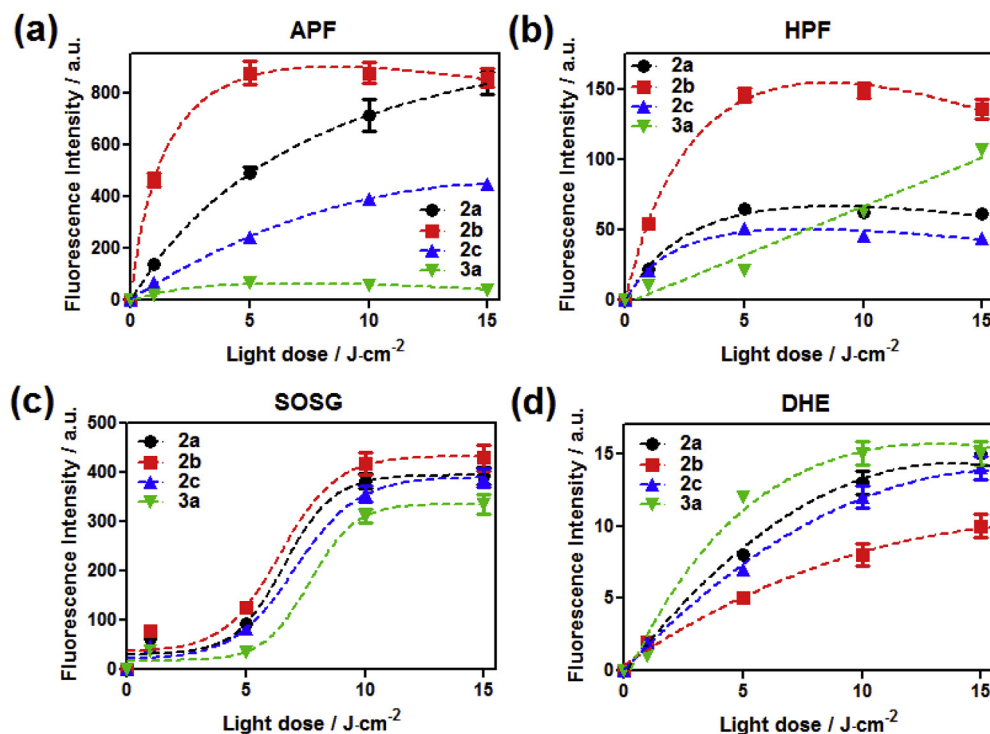 (a)
APF
Fluorescence Intensity / a.u.
800
600
400
200
0
0 5 10 15
Light dose / J·cm-2
2a
2b
2c
3a
(b)
HPF
Fluorescence Intensity / a.u.
150
100
50
0
0 5 10 15
Light dose / J·cm-2
2a
2b
2c
3a
(c)
SOSG
Fluorescence Intensity / a.u.
500
400
300
200
100
0
0 5 10 15
Light dose / J·cm-2
2a
2b
2c
3a
(d)
DHE
Fluorescence Intensity / a.u.
15
10
5
0
0 5 10 15
Light dose / J·cm-2
2a
2b
2c
3a